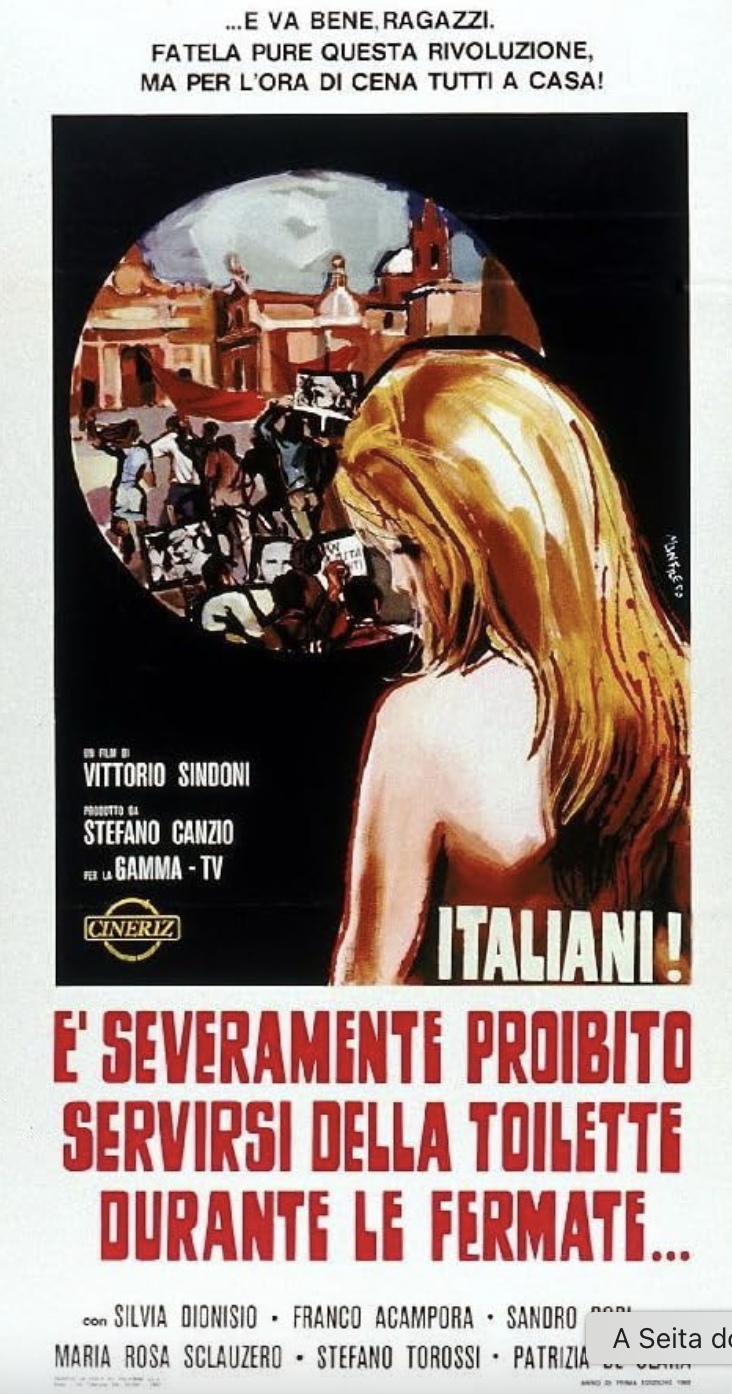 ...E VA BENE, RAGAZZI.
FATELA PURE QUESTA RIVOLUZIONE,
MA PER L'ORA DI CENA TUTTI A CASA!
UN FILM DI
VITTORIO SINDONI
PRODOTTO DA
STEFANO CANZIO
PER LA GAMMA - TV
CINERIZ
ITALIANI!
E' SEVERAMENTE PROIBITO
SERVIRSI DELLA TOILETTE
DURANTE LE FERMATE...
con SILVIA DIONISIO • FRANCO ACAMPORA • SANDRO
MARIA ROSA SCLAUZERO • STEFANO TOROSSI • PATRIZIA
A Seita do